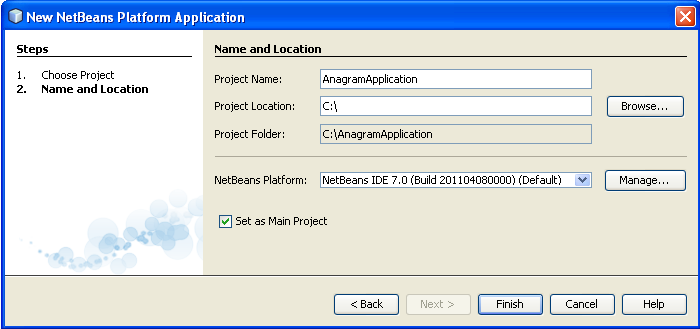 New NetBeans Platform Application
Steps
1. Choose Project
2. Name and Location
Name and Location
Project Name: AnagramApplication
Project Location: C:\ Browse...
Project Folder: C:\AnagramApplication
NetBeans Platform: NetBeans IDE 7.0 (Build 201104080000) (Default) Manage...
Set as Main Project
< Back Next > Finish Cancel Help